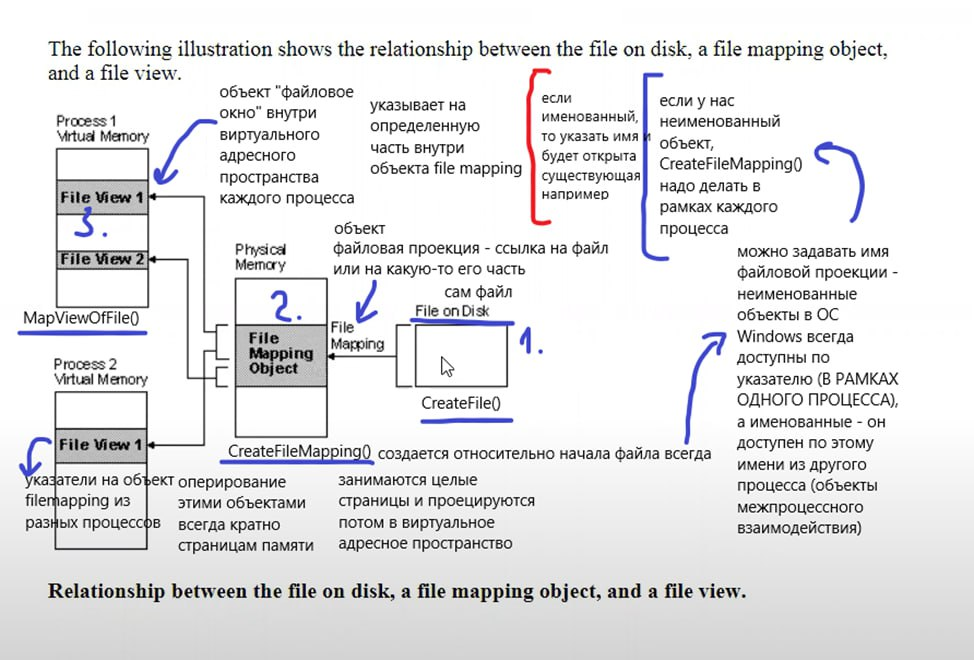 The following illustration shows the relationship between the file on disk, a file mapping object,
and a file view.
Process 1
Virtual Memory
File View 1
3.
File View 2
MapViewOfFile()
объект "файловое
окно" внутри
виртуального
адресного
пространства
каждого процесса
указывает на
определенную
часть внутри
объекта file mapping
если
именованный,
то указать имя и
будет открыта
существующая
например
если у нас
неименованный
объект,
CreateFileMapping()
надо делать в
рамках каждого
процесса
объект
файловая проекция - ссылка на файл
или на какую-то его часть
Physical
Memory
2.
File
Mapping
Object
File
Mapping
сам файл
File on Disk
1.
CreateFile()
можно задавать имя
файловой проекции -
неименованные
объекты в ОС
Windows всегда
доступны по
указателю (В РАМКАХ
ОДНОГО ПРОЦЕССА),
а именованные - он
доступен по этому
имени из другого
процесса (объекты
межпроцессного
взаимодействия)
Process 2
Virtual Memory
File View 1
CreateFileMapping() создается относительно начала файла всегда
указатели на объект
filemapping из
разных процессов
оперирование
этими объектами
всегда кратно
страницам памяти
занимаются целые
страницы и проецируются
потом в виртуальное
адресное пространство
Relationship between the file on disk, a file mapping object, and a file view.